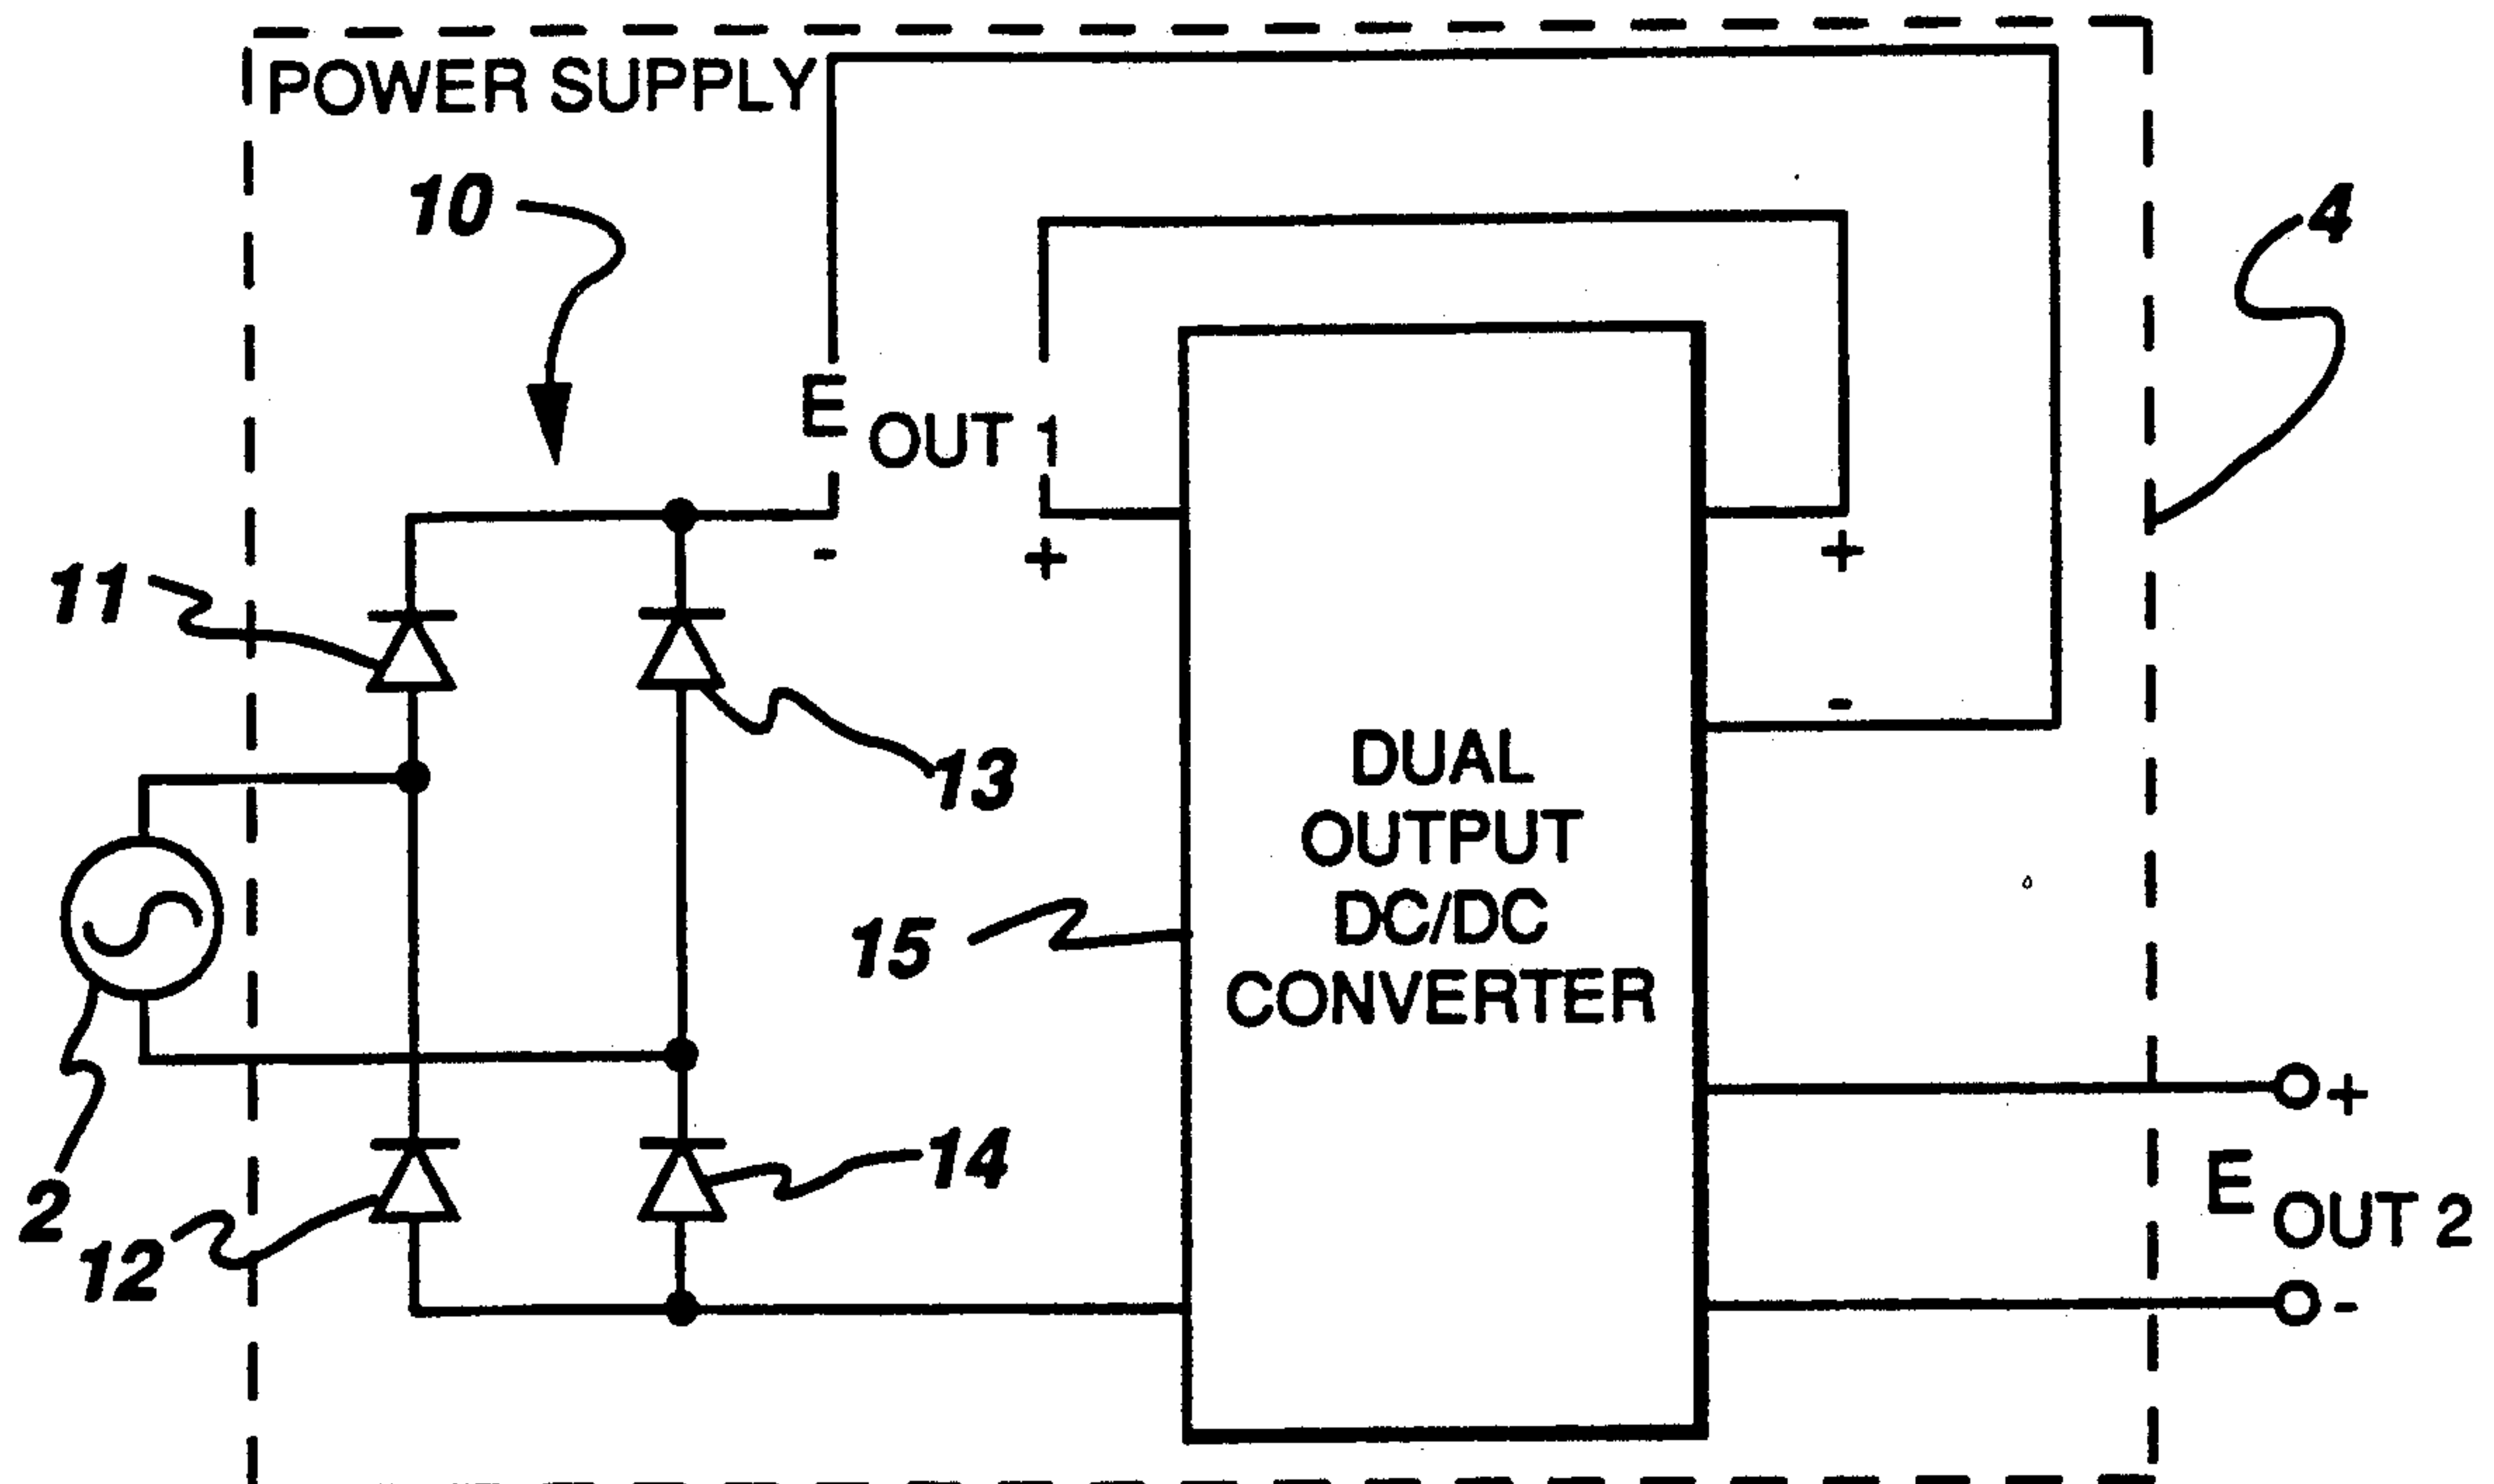 POWER SUPPLY
10
4
E OUT 1
- +
+
11
-
13
DUAL
OUTPUT
DC/DC
CONVERTER
15
+
14
E OUT 2
2
12
-